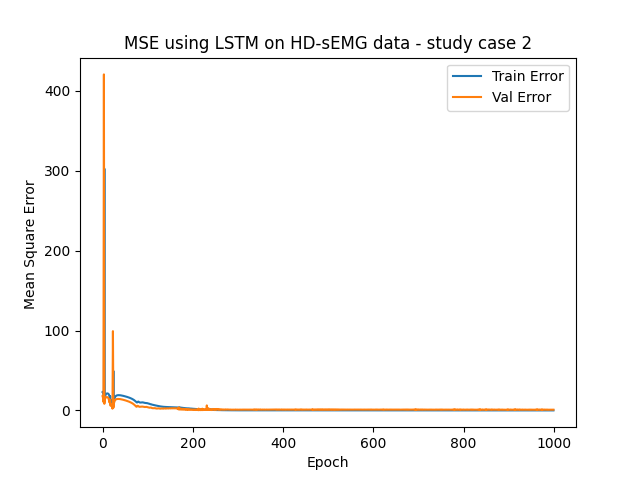 MSE using LSTM on HD-sEMG data - study case 2
Train Error
Val Error
Mean Square Error
400
300
200
100
0
0 200 400 600 800 1000
Epoch